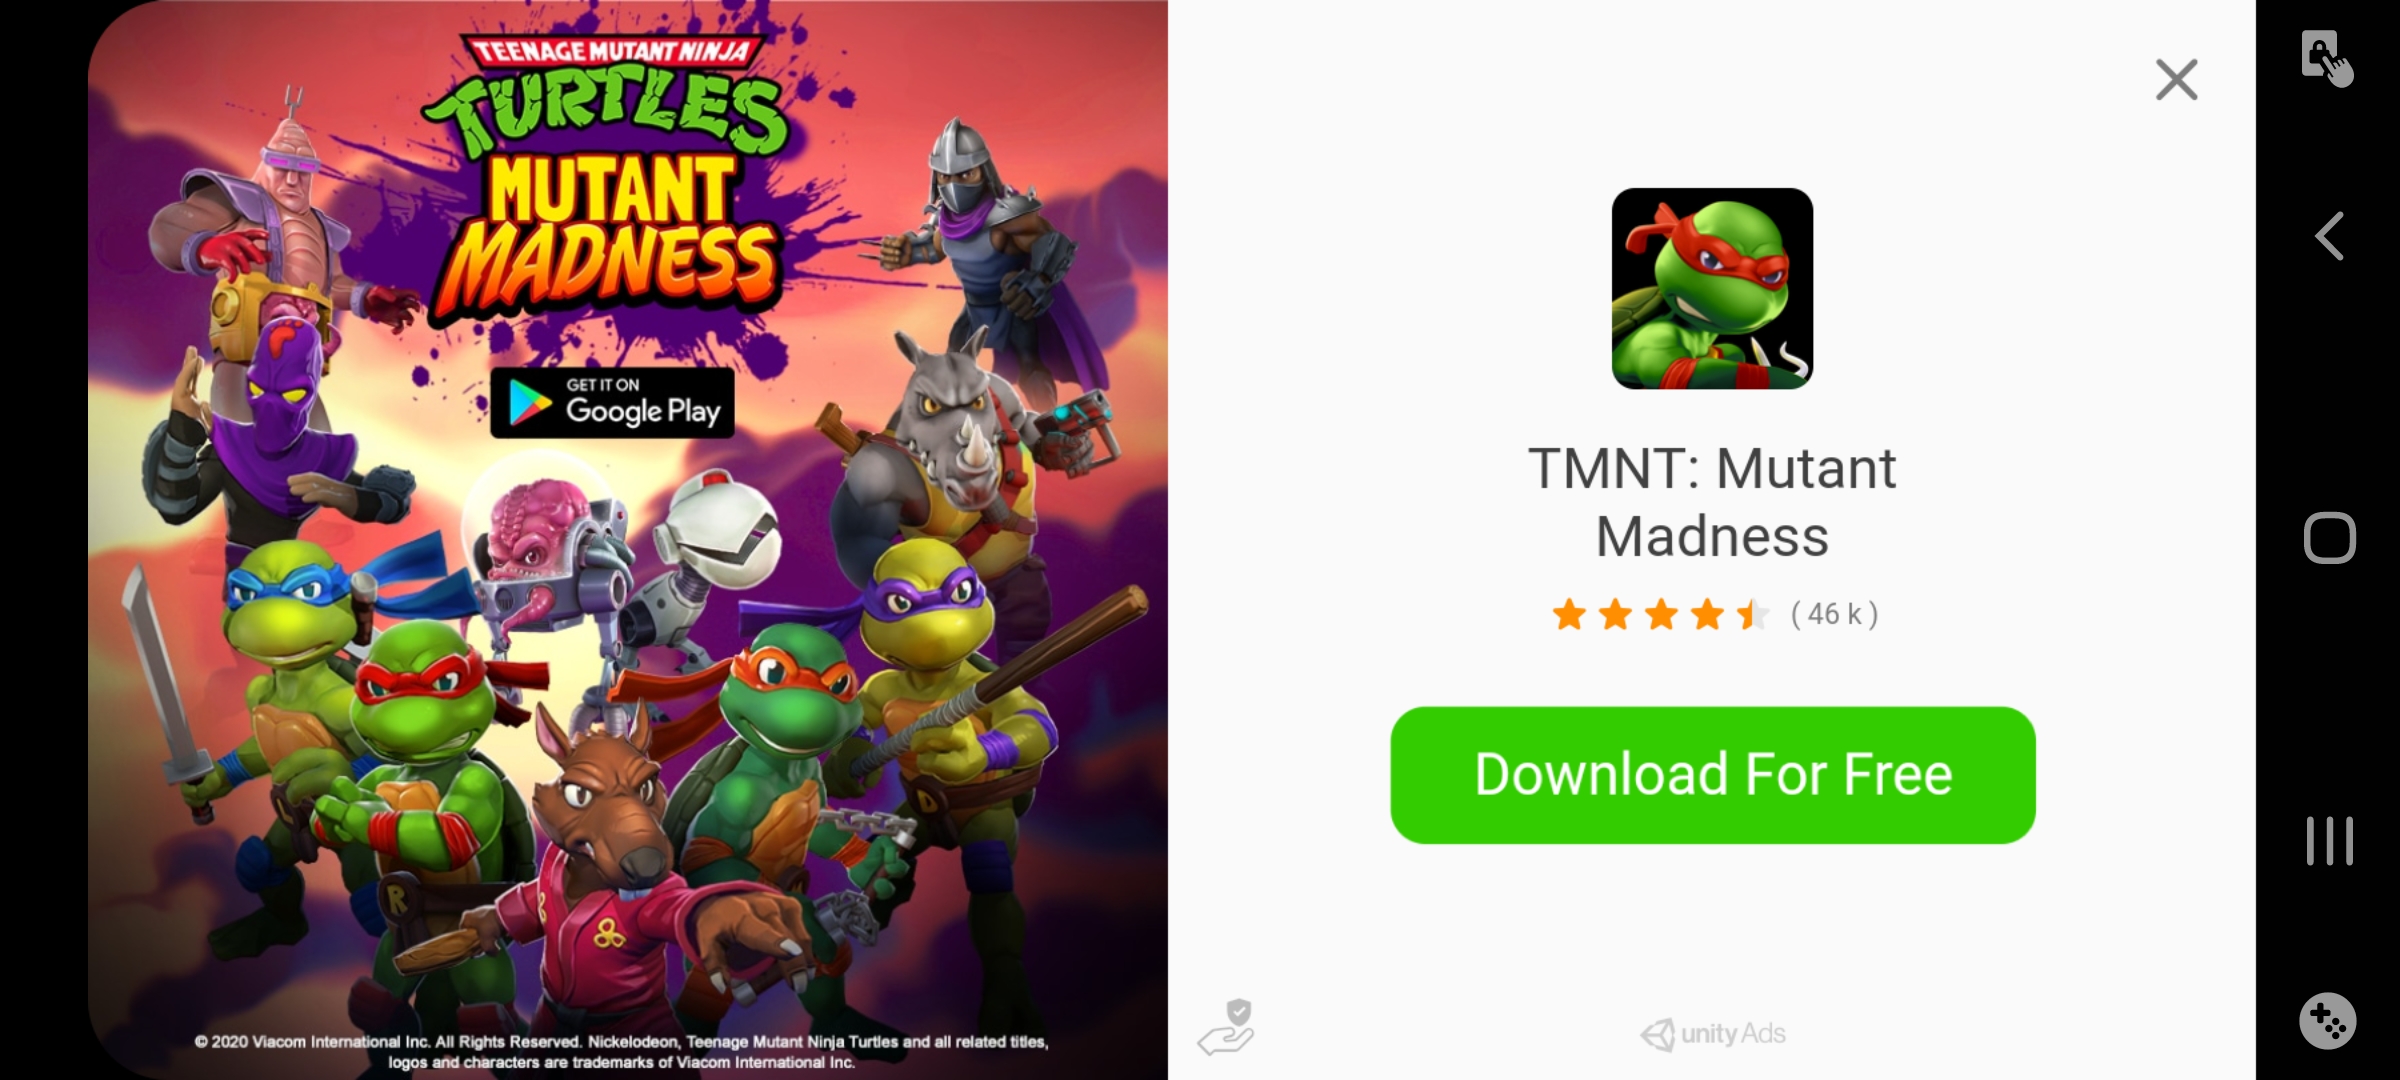 TEENAGE MUTANT NINJA
TURTLES
MUTANT
MADNESS
GET IT ON
Google Play
R
D
© 2020 Viacom International Inc. All Rights Reserved. Nickelodeon, Teenage Mutant Ninja Turtles and all related titles,
logos and characters are trademarks of Viacom International Inc.
TMNT: Mutant
Madness
( 46 k )
Download For Free
unity Ads